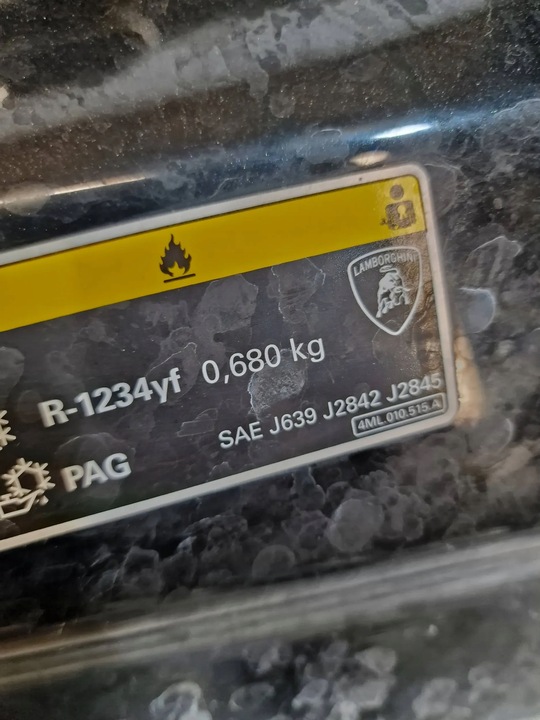 LAMBORGHINI
R-1234yf 0,680 kg
SAE J639 J2842 J2845
4ML.010.515.A
PAG